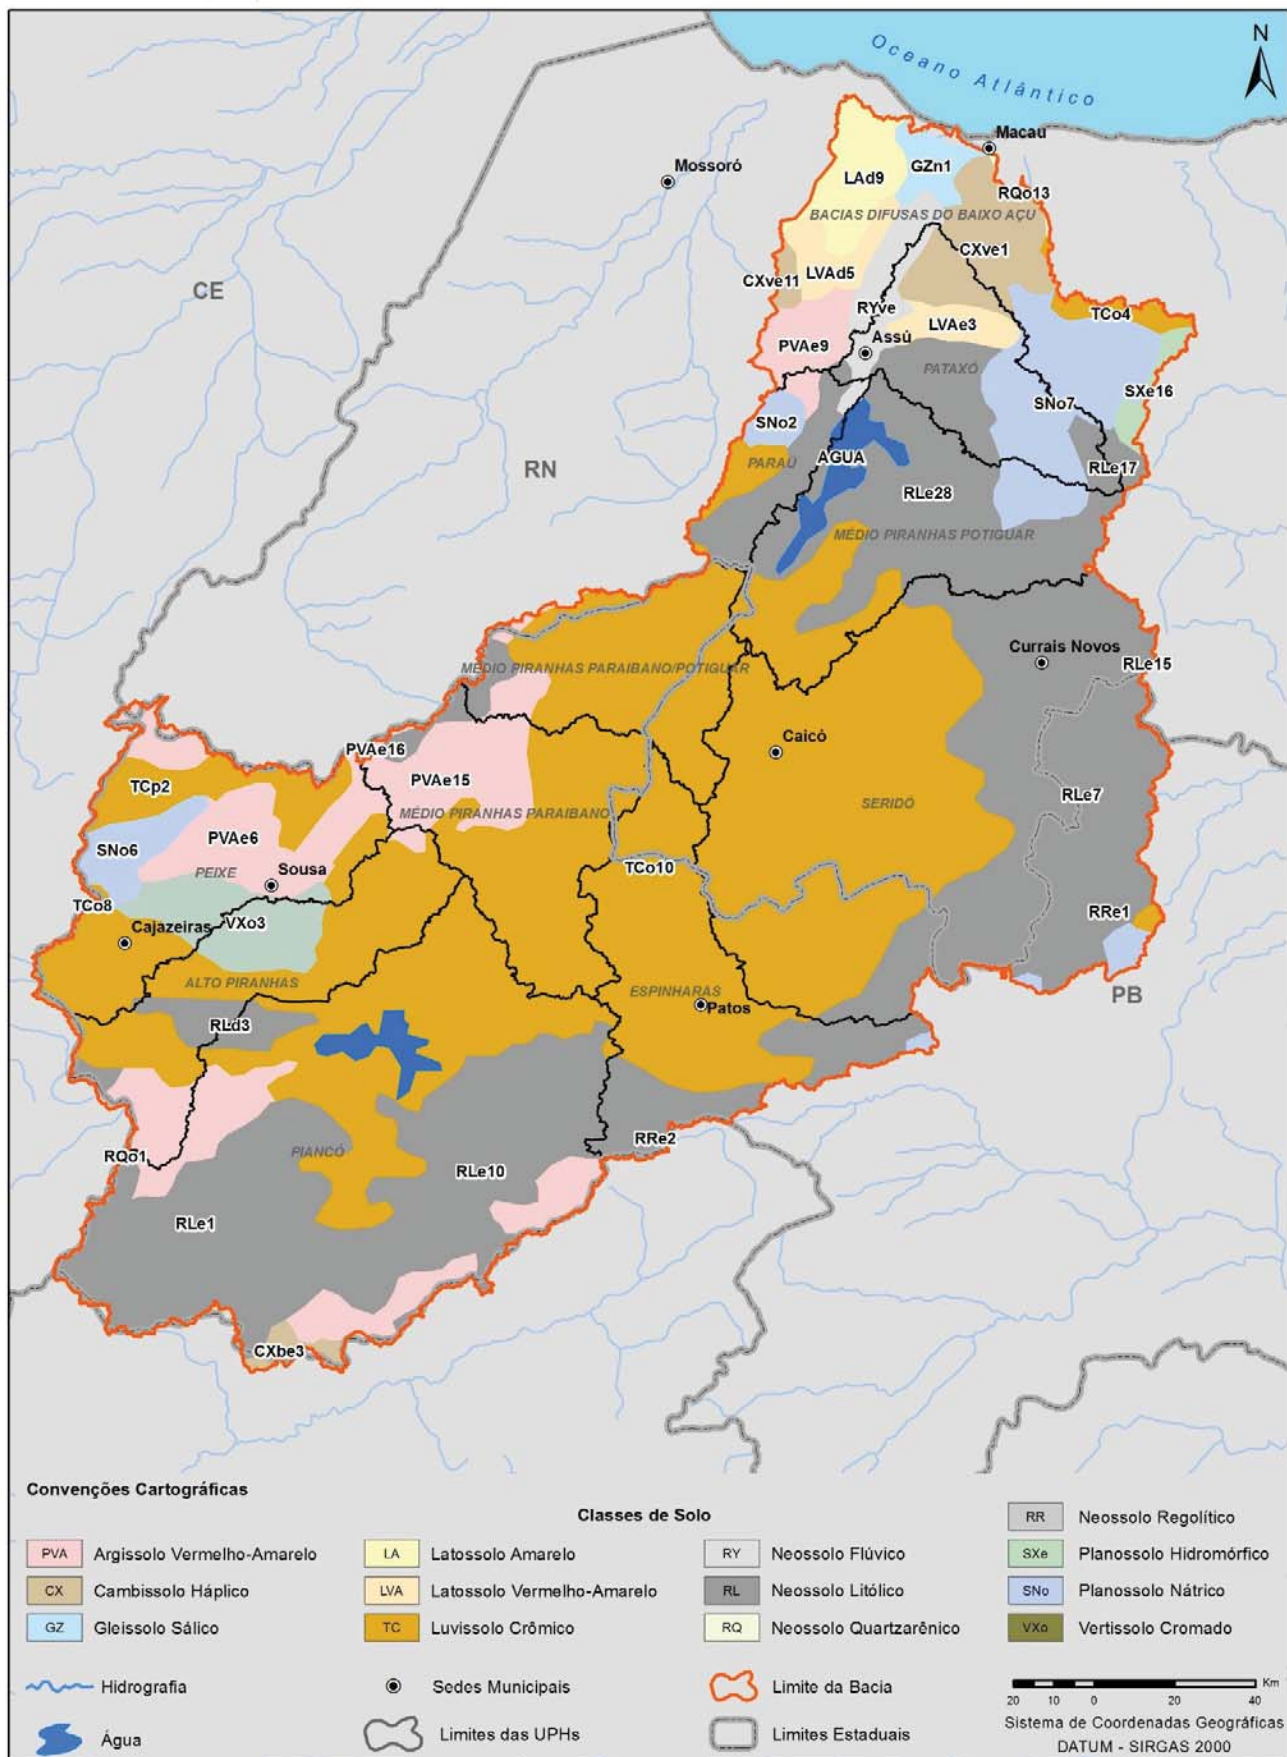 Oceano Atlântico
N
Macau
Mossoró
GZn1
LAd9
RQo13
BACIAS DIFUSAS DO BAIXO AÇU
CXve1
CE
LVAd5
CXve11
RYve
TCo4
LVAe3
Assú
PVAe9
PATAXÓ
SXe16
SNo7
SNo2
RN
PARAÚ
AGUA
RLe17
RLe28
MÉDIO PIRANHAS POTIGUAR
Currais Novos
RLe15
MÉDIO PIRANHAS PARAIBANO/POTIGUAR
Caicó
PVAe16
PVAe15
TCp2
RLe7
SERIDÓ
MÉDIO PIRANHAS PARAIBANO
PVAe6
SNo6
TCo10
PEIXE
Sousa
TCo8
RRe1
VXo3
Cajazeiras
ALTO PIRANHAS
ESPINHARAS
PB
Patos
RLd3
RRe2
PIANCÓ
RQo1
RLe10
RLe1
CXbe3
Convenções Cartográficas
Classes de Solo
PVA Argissolo Vermelho-Amarelo
CX Cambissolo Háplico
GZ Gleissolo Sálico
LA Latossolo Amarelo
LVA Latossolo Vermelho-Amarelo
TC Luvissolo Crômico
RY Neossolo Flúvico
RL Neossolo Litólico
RQ Neossolo Quartzarênico
RR Neossolo Regolítico
SXe Planossolo Hidromórfico
SNo Planossolo Nátrico
VXo Vertissolo Cromado
Hidrografia
Água
Sedes Municipais
Limites das UPHs
Limite da Bacia
Limites Estaduais
Km
20 10 0 20 40
Sistema de Coordenadas Geográficas
DATUM - SIRGAS 2000